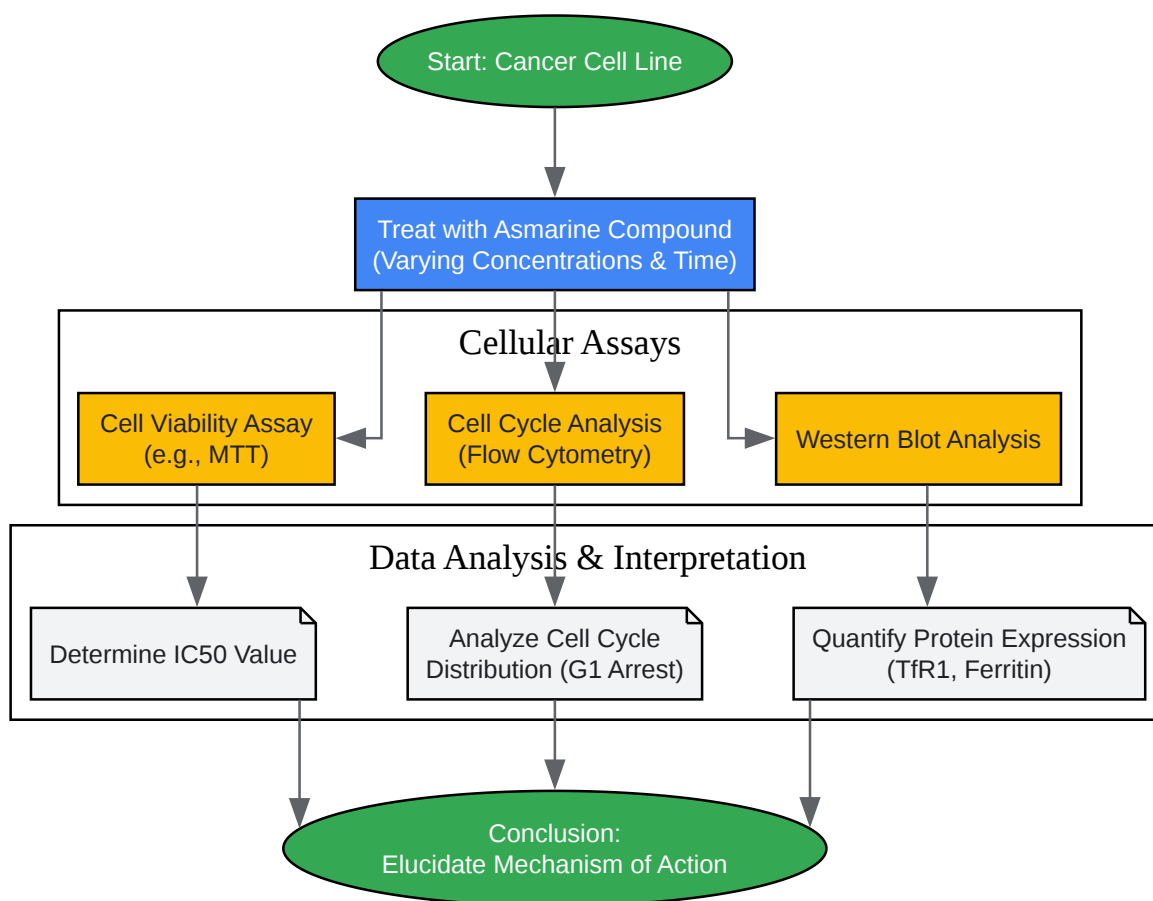 Start: Cancer Cell Line
Treat with Asmarine Compound
(Varying Concentrations & Time)
Cellular Assays
Cell Viability Assay
(e.g., MTT)
Cell Cycle Analysis
(Flow Cytometry)
Western Blot Analysis
Data Analysis & Interpretation
Determine IC50 Value
Analyze Cell Cycle
Distribution (G1 Arrest)
Quantify Protein Expression
(TfR1, Ferritin)
Conclusion:
Elucidate Mechanism of Action